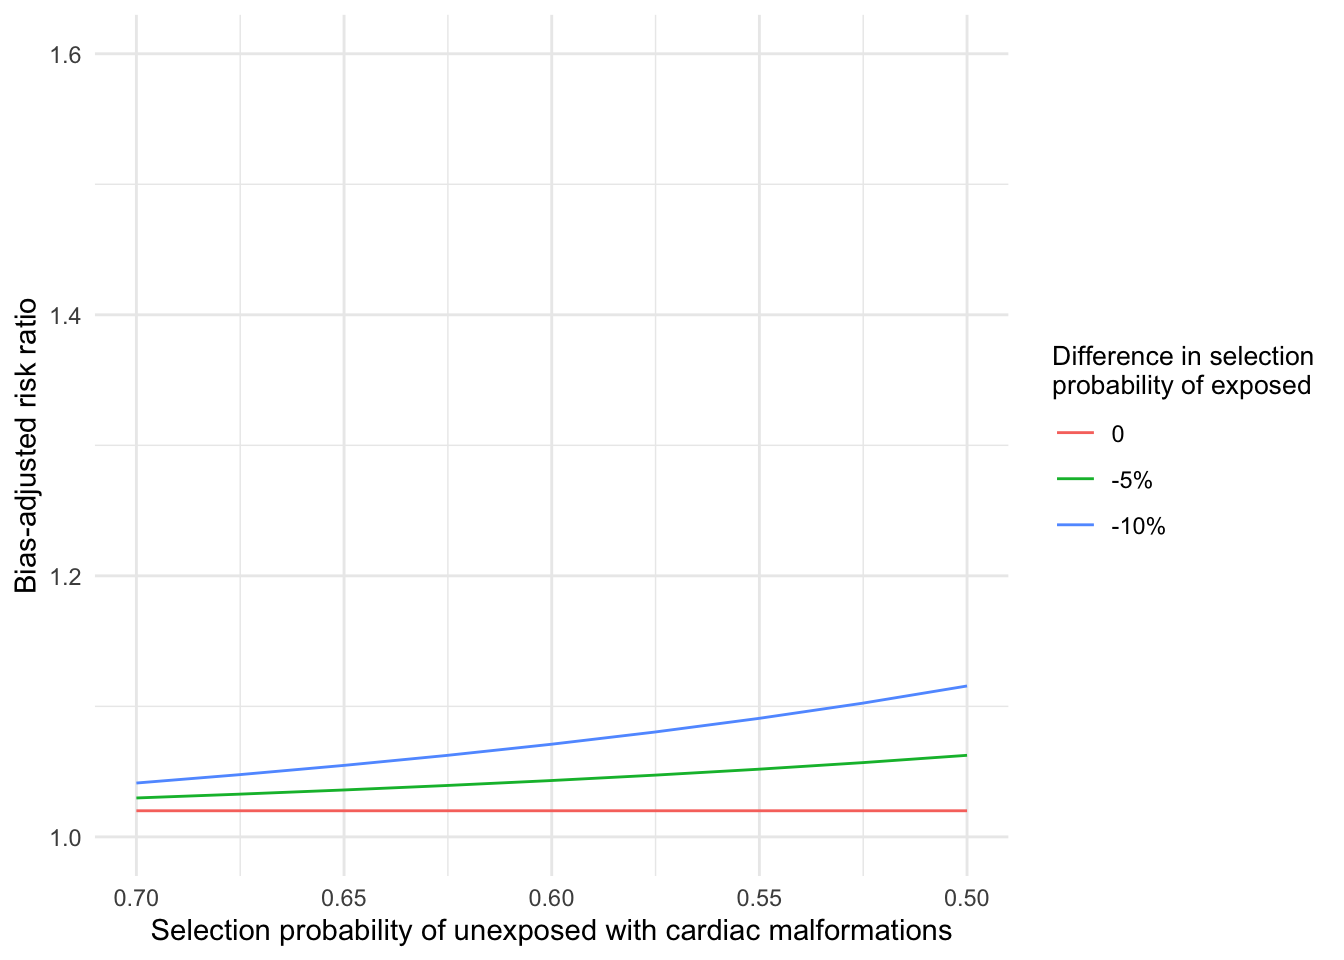 1.6
1.4
1.2
1.0
Bias-adjusted risk ratio
0.70 0.65 0.60 0.55 0.50
Selection probability of unexposed with cardiac malformations
Difference in selection
probability of exposed
0
-5%
-10%